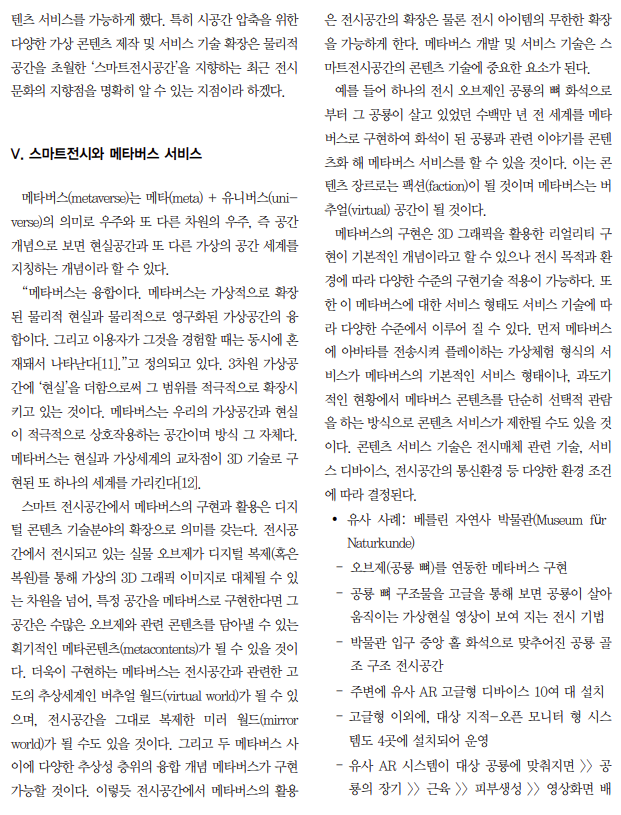 텐츠 서비스를 가능하게 했다. 특히 시공간 압축을 위한
다양한 가상 콘텐츠 제작 및 서비스 기술 확장은 물리적
공간을 초월한 ‘스마트전시공간’을 지향하는 최근 전시
문화의 지향점을 명확히 알 수 있는 지점이라 하겠다.
V. 스마트전시와 메타버스 서비스
메타버스(metaverse)는 메타(meta) + 유니버스(uni-
verse)의 의미로 우주와 또 다른 차원의 우주, 즉 공간
개념으로 보면 현실공간과 또 다른 가상의 공간 세계를
지칭하는 개념이라 할 수 있다.
“메타버스는 융합이다. 메타버스는 가상적으로 확장
된 물리적 현실과 물리적으로 영구화된 가상공간의 융
합이다. 그리고 이용자가 그것을 경험할 때는 동시에 혼
재돼서 나타난다[11].”고 정의되고 있다. 3차원 가상공
간에 ‘현실’을 더함으로써 그 범위를 적극적으로 확장시
키고 있는 것이다. 메타버스는 우리의 가상공간과 현실
이 적극적으로 상호작용하는 공간이며 방식 그 자체다.
메타버스는 현실과 가상세계의 교차점이 3D 기술로 구
현된 또 하나의 세계를 가리킨다[12].
스마트 전시공간에서 메타버스의 구현과 활용은 디지
털 콘텐츠 기술분야의 확장으로 의미를 갖는다. 전시공
간에서 전시되고 있는 실물 오브제가 디지털 복제(혹은
복원)를 통해 가상의 3D 그래픽 이미지로 대체될 수 있
는 차원을 넘어, 특정 공간을 메타버스로 구현한다면 그
공간은 수많은 오브제와 관련 콘텐츠를 담아낼 수 있는
획기적인 메타콘텐츠(metacontents)가 될 수 있을 것이
다. 더욱이 구현하는 메타버스는 전시공간과 관련한 고
도의 추상세계인 버추얼 월드(virtual world)가 될 수 있
으며, 전시공간을 그대로 복제한 미러 월드(mirror
world)가 될 수도 있을 것이다. 그리고 두 메타버스 사
이에 다양한 추상성 층위의 융합 개념 메타버스가 구현
가능할 것이다. 이렇듯 전시공간에서 메타버스의 활용
은 전시공간의 확장은 물론 전시 아이템의 무한한 확장
을 가능하게 한다. 메타버스 개발 및 서비스 기술은 스
마트전시공간의 콘텐츠 기술에 중요한 요소가 된다.
예를 들어 하나의 전시 오브제인 공룡의 뼈 화석으로
부터 그 공룡이 살고 있었던 수백만 년 전 세계를 메타
버스로 구현하여 화석이 된 공룡과 관련 이야기를 콘텐
츠화 해 메타버스 서비스를 할 수 있을 것이다. 이는 콘
텐츠 장르로는 팩션(faction)이 될 것이며 메타버스는 버
추얼(virtual) 공간이 될 것이다.
메타버스의 구현은 3D 그래픽을 활용한 리얼리티 구
현이 기본적인 개념이라고 할 수 있으나 전시 목적과 환
경에 따라 다양한 수준의 구현기술 적용이 가능하다. 또
한 이 메타버스에 대한 서비스 형태도 서비스 기술에 따
라 다양한 수준에서 이루어 질 수 있다. 먼저 메타버스
에 아바타를 전송시켜 플레이하는 가상체험 형식의 서
비스가 메타버스의 기본적인 서비스 형태이나, 과도기
적인 현황에서 메타버스 콘텐츠를 단순히 선택적 관람
을 하는 방식으로 콘텐츠 서비스가 제한될 수도 있을 것
이다. 콘텐츠 서비스 기술은 전시매체 관련 기술, 서비
스 디바이스, 전시공간의 통신환경 등 다양한 환경 조건
에 따라 결정된다.
• 유사 사례: 베를린 자연사 박물관(Museum für
Naturkunde)
- 오브제(공룡 뼈)를 연동한 메타버스 구현
- 공룡 뼈 구조물을 고글을 통해 보면 공룡이 살아
움직이는 가상현실 영상이 보여 지는 전시 기법
- 박물관 입구 중앙 홀 화석으로 맞추어진 공룡 골
조 구조 전시공간
- 주변에 유사 AR 고글형 디바이스 10여 대 설치
- 고글형 이외에, 대상 지적-오픈 모니터 형 시스
템도 4곳에 설치되어 운영
- 유사 AR 시스템이 대상 공룡에 맞춰지면 》 공
룡의 장기 》 근육 》 피부생성 》 영상화면 배